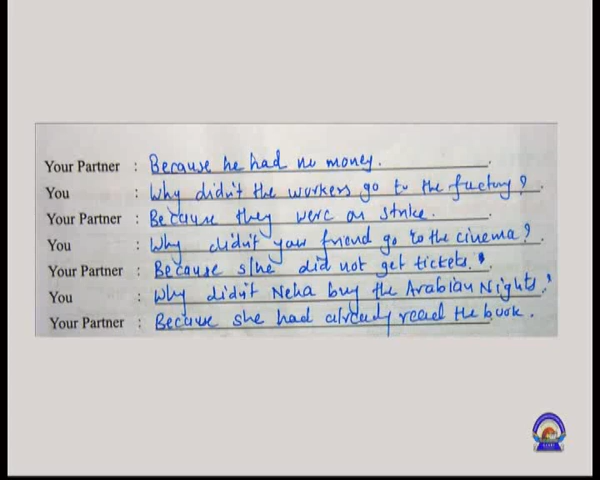 Your Partner : Because he had no money.
You : Why didn't the workers go to the factory?
Your Partner : Because they were on strike.
You : Why didn't your friend go to the cinema?
Your Partner : Because s/he did not get tickets.
You : Why didn't Neha buy the Arabian Nights?
Your Partner : Because she had already read the book.